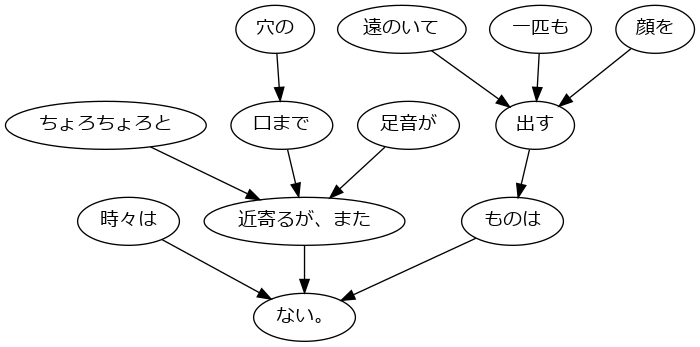 穴の
遠のいて
一匹も
顔を
ちょろちょろと
口まで
足音が
出す
時々は
近寄るが、また
ものは
ない。